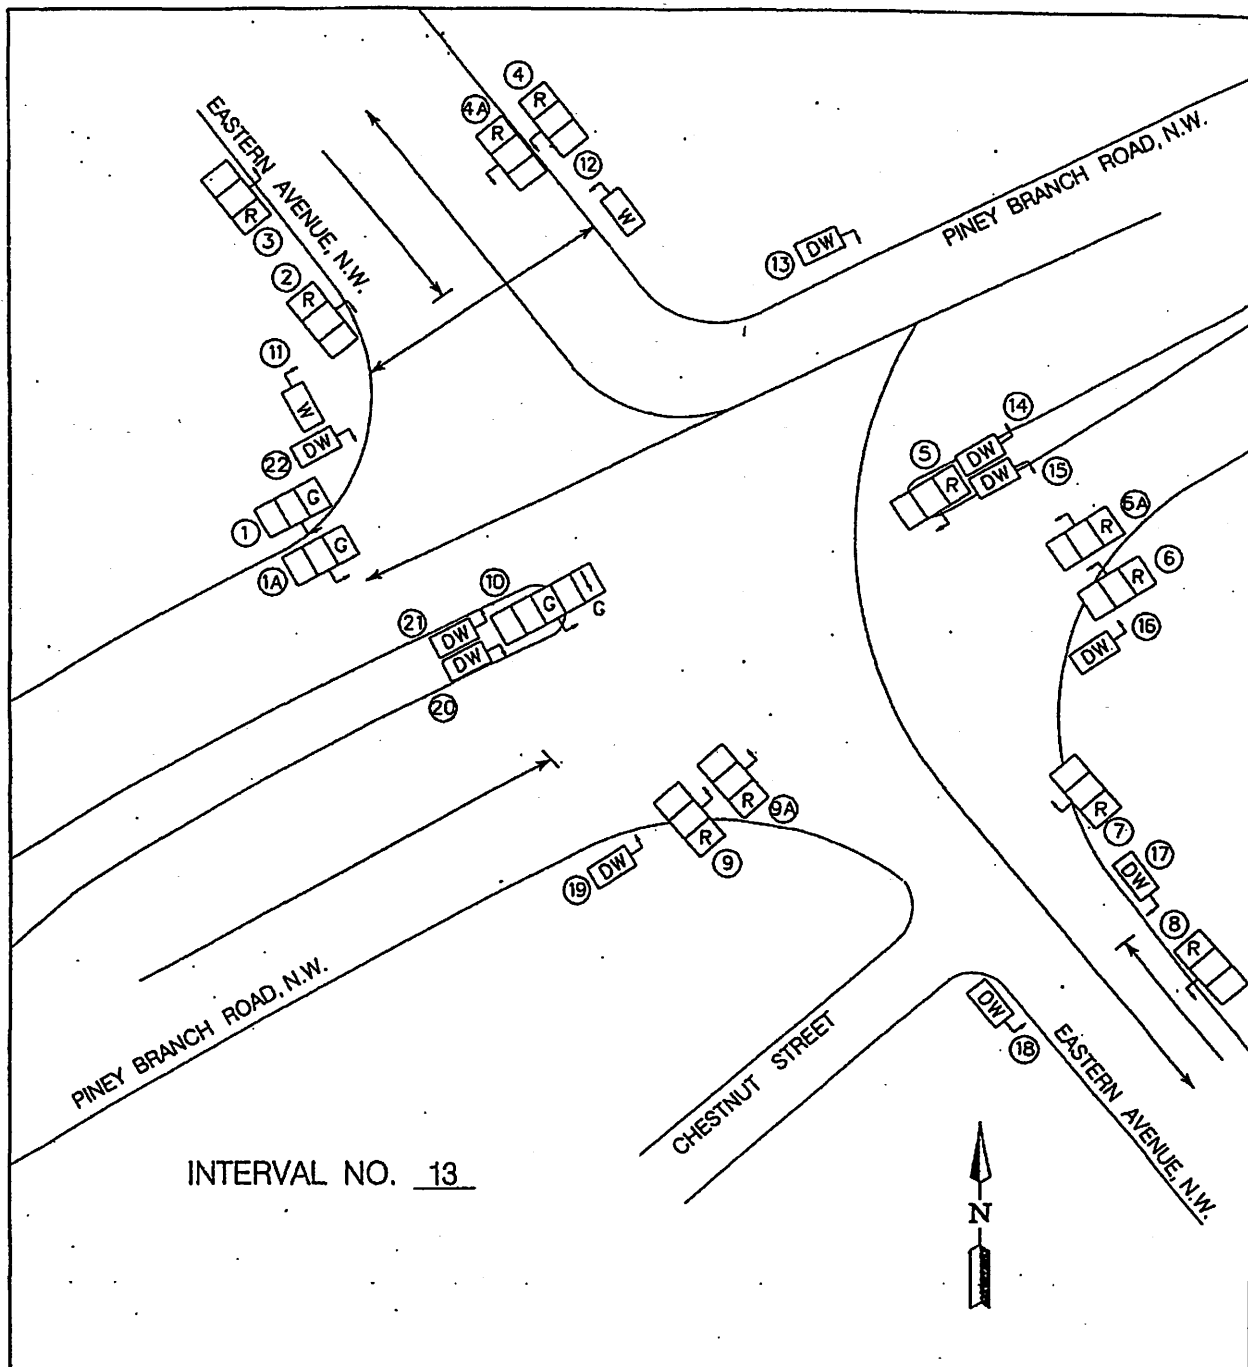 4
R
4A
R
12
W
EASTERN AVENUE, N.W.
R
3
2
R
PINEY BRANCH ROAD, N.W.
13
DW
11
W
22
DW
1
G
1A
G
14
DW
5
R
DW
15
6A
R
R
6
DW.
16
10
G
G
21
DW
DW
20
R
9A
R
9
19
DW
R
7
17
DW
8
R
DW
18
PINEY BRANCH ROAD, N.W.
CHESTNUT STREET
EASTERN AVENUE, N.W.
INTERVAL NO. 13
N